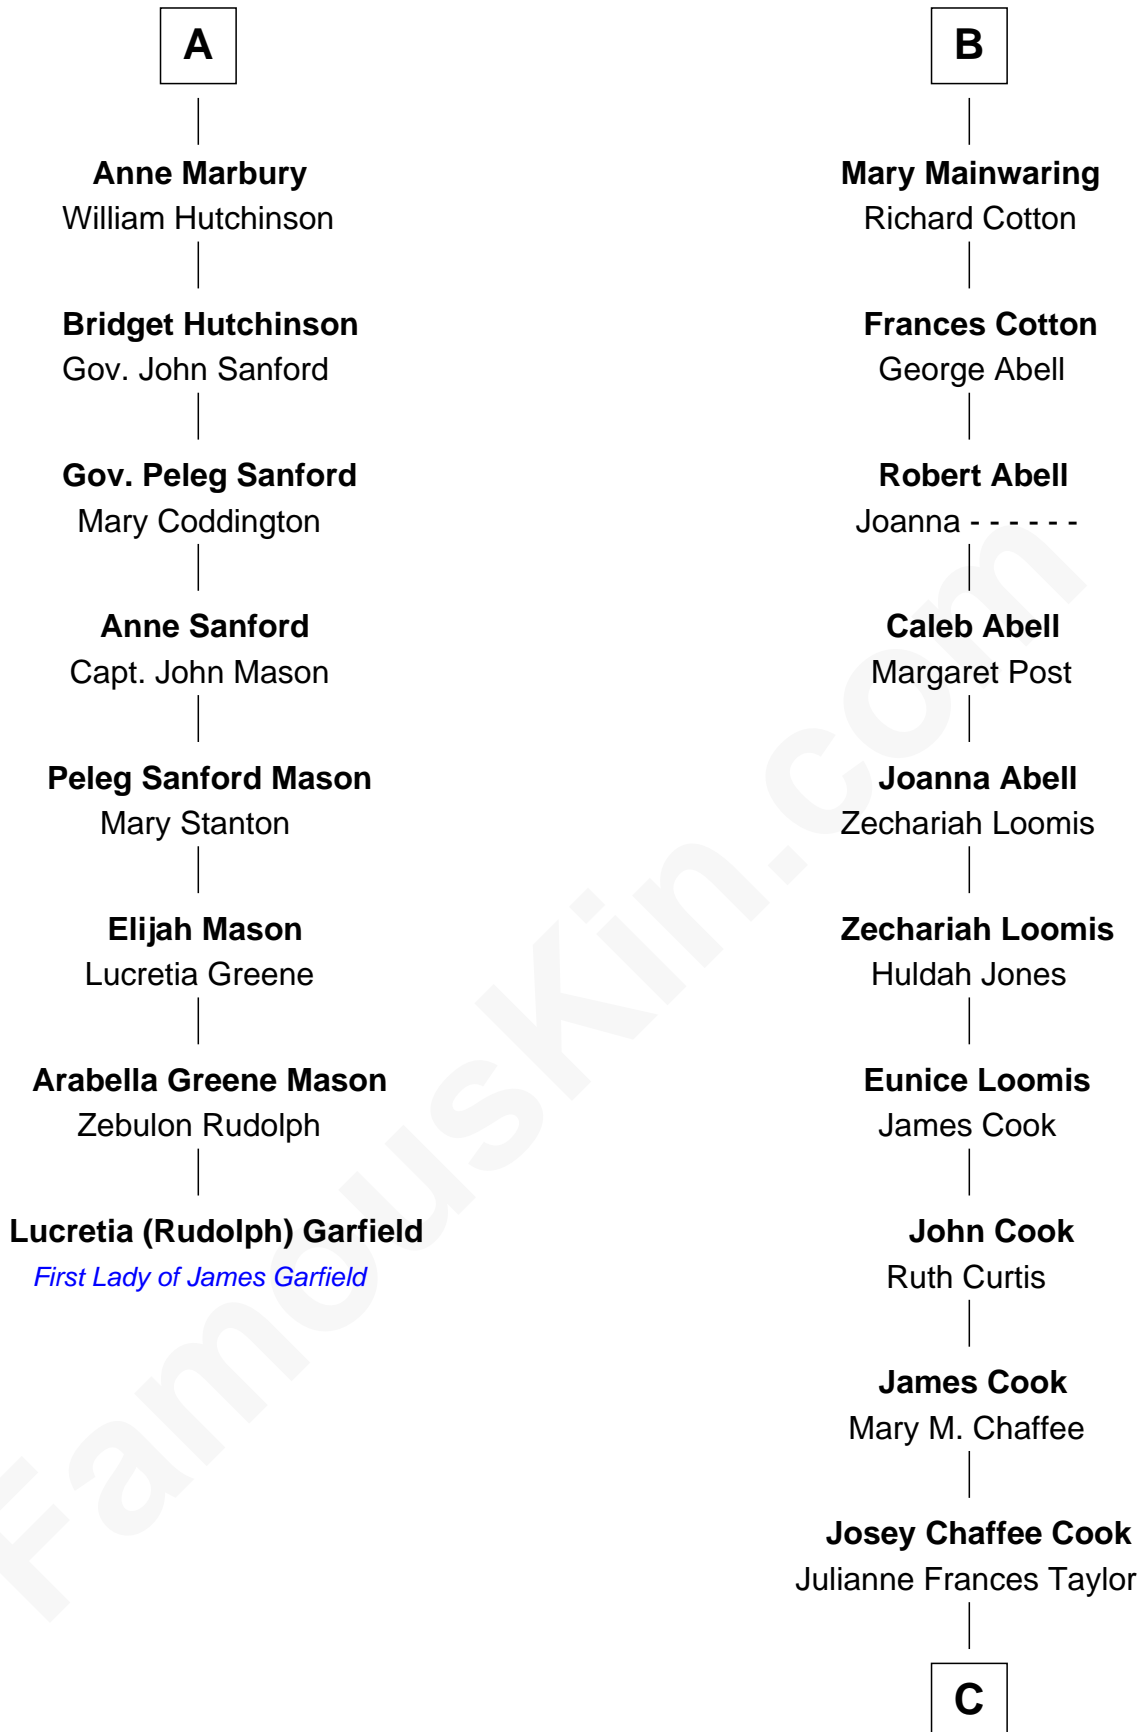 A
Anne Marbury
William Hutchinson
Bridget Hutchinson
Gov. John Sanford
Gov. Peleg Sanford
Mary Coddington
Anne Sanford
Capt. John Mason
Peleg Sanford Mason
Mary Stanton
Elijah Mason
Lucretia Greene
Arabella Greene Mason
Zebulon Rudolph
Lucretia (Rudolph) Garfield
First Lady of James Garfield
B
Mary Mainwaring
Richard Cotton
Frances Cotton
George Abell
Robert Abell
Joanna - - - - - -
Caleb Abell
Margaret Post
Joanna Abell
Zechariah Loomis
Zechariah Loomis
Huldah Jones
Eunice Loomis
James Cook
John Cook
Ruth Curtis
James Cook
Mary M. Chaffee
Josey Chaffee Cook
Julianne Frances Taylor
C
FamousKin.com